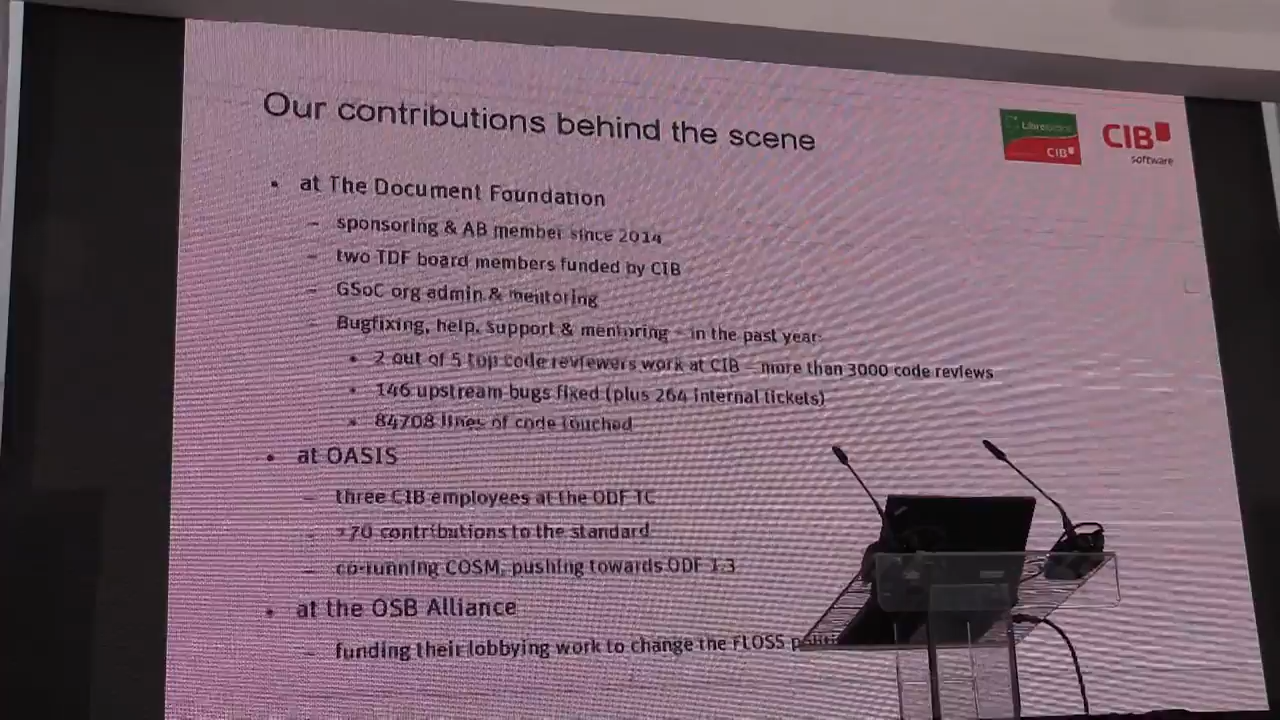 Our contributions behind the scene
LibreOffice
CIB
CIB
software
• at The Document Foundation
– sponsoring & AB member since 2014
– two TDF board members funded by CIB
– GSoC org admin & mentoring
– Bugfixing, help, support & mentoring – in the past year:
• 2 out of 5 top code reviewers work at CIB – more than 3000 code reviews
• 146 upstream bugs fixed (plus 264 internal tickets)
• 84708 lines of code touched
• at OASIS
– three CIB employees at the ODF TC
– >70 contributions to the standard
– co-running COSM, pushing towards ODF 1.3
• at the OSB Alliance
– funding their lobbying work to change the FLOSS